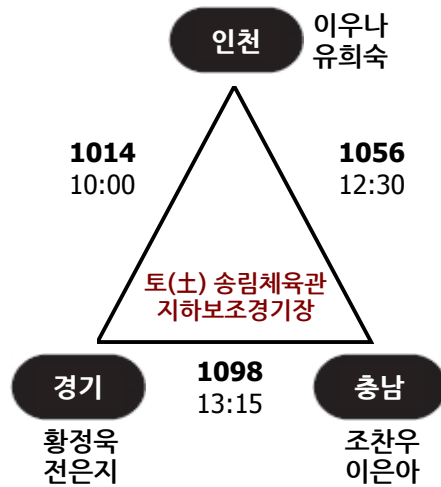 인천
이우나
유희숙
1014
10:00
1056
12:30
토(土) 송림체육관
지하보조경기장
경기
1098
13:15
충남
황정욱
전은지
조찬우
이은아